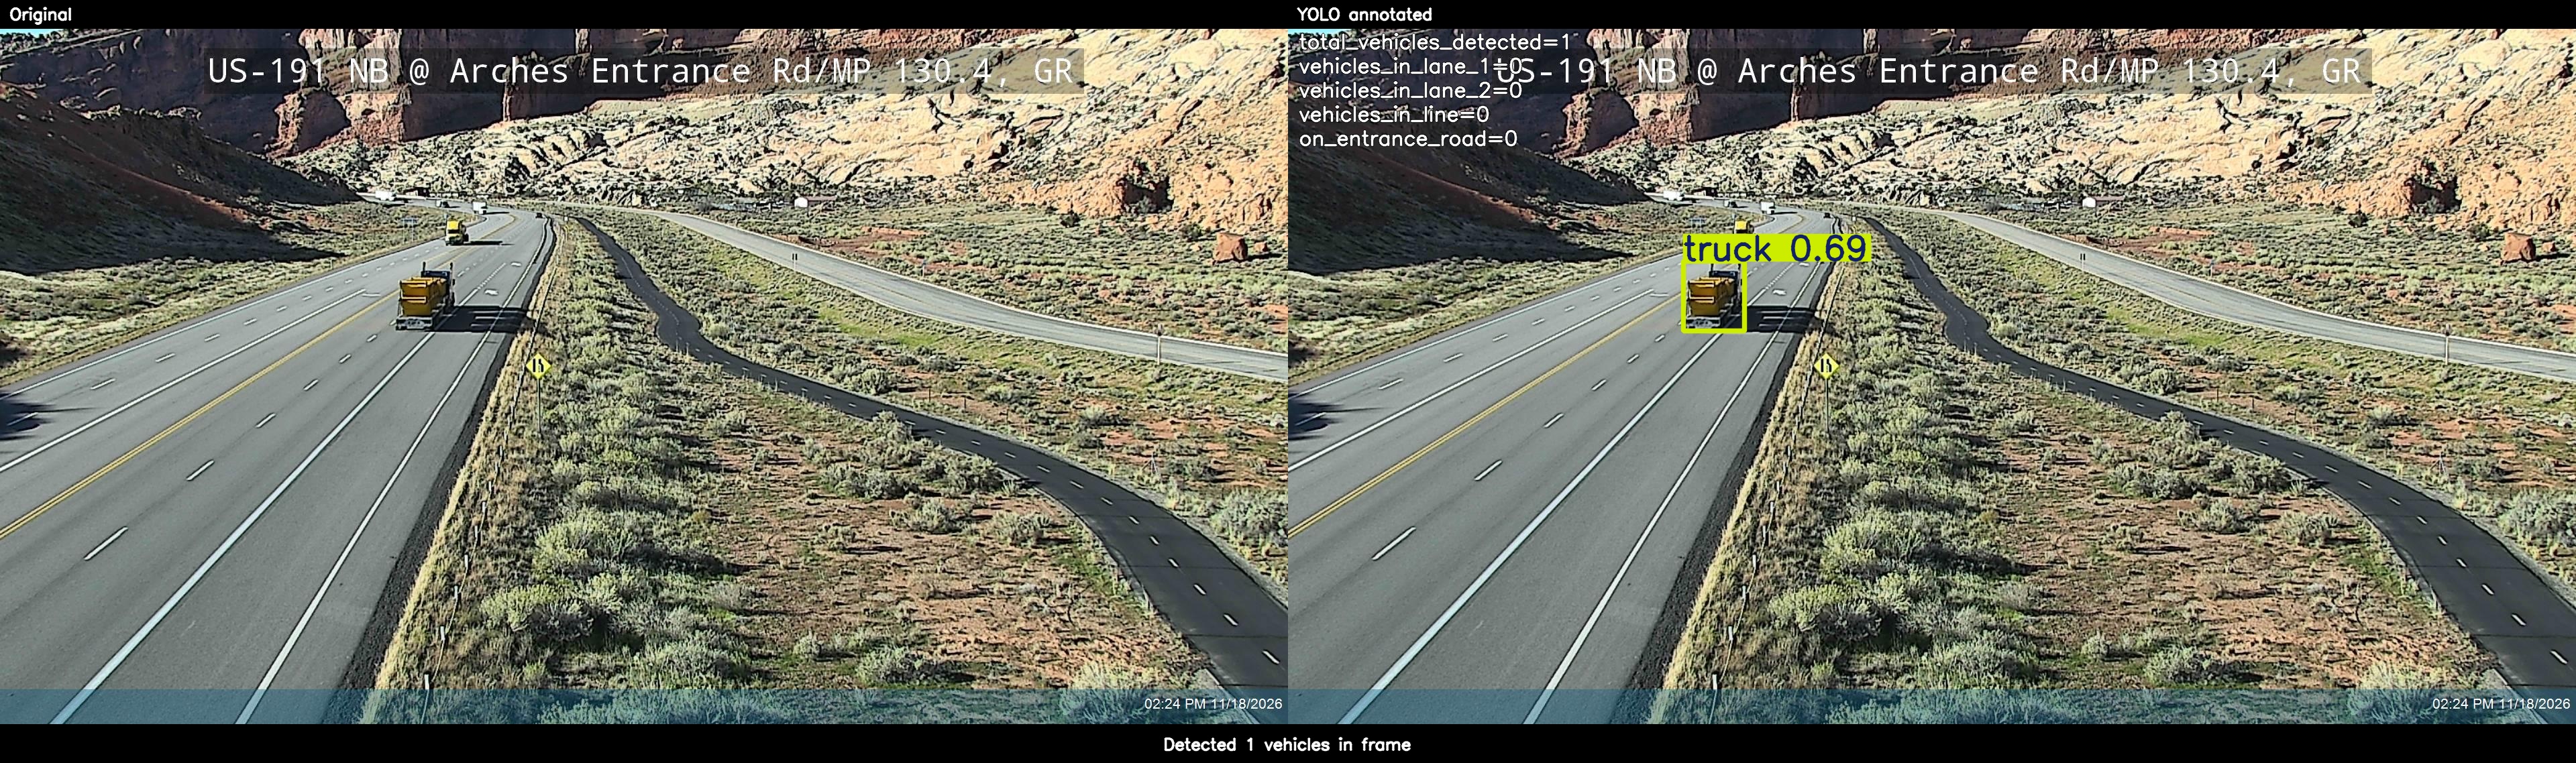 Original
US-191 NB @ Arches Entrance Rd/MP 130.4, GR
02:24 PM 11/18/2026
YOLO annotated
total_vehicles_detected=1
vehicles_in_lane_1=0
US-191 NB @ Arches Entrance Rd/MP 130.4, GR
vehicles_in_lane_2=0
vehicles_in_line=0
on_entrance_road=0
truck 0.69
02:24 PM 11/18/2026
Detected 1 vehicles in frame